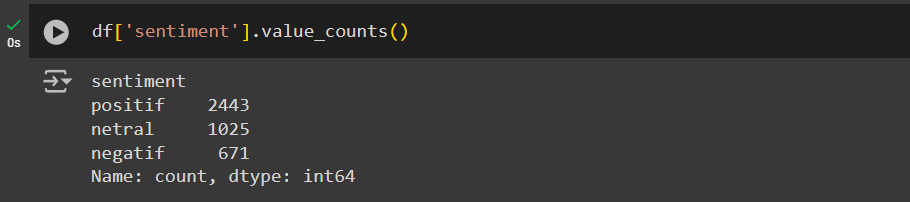 df['sentiment'].value_counts()
0s
sentiment
positif    2443
netral     1025
negatif     671
Name: count, dtype: int64